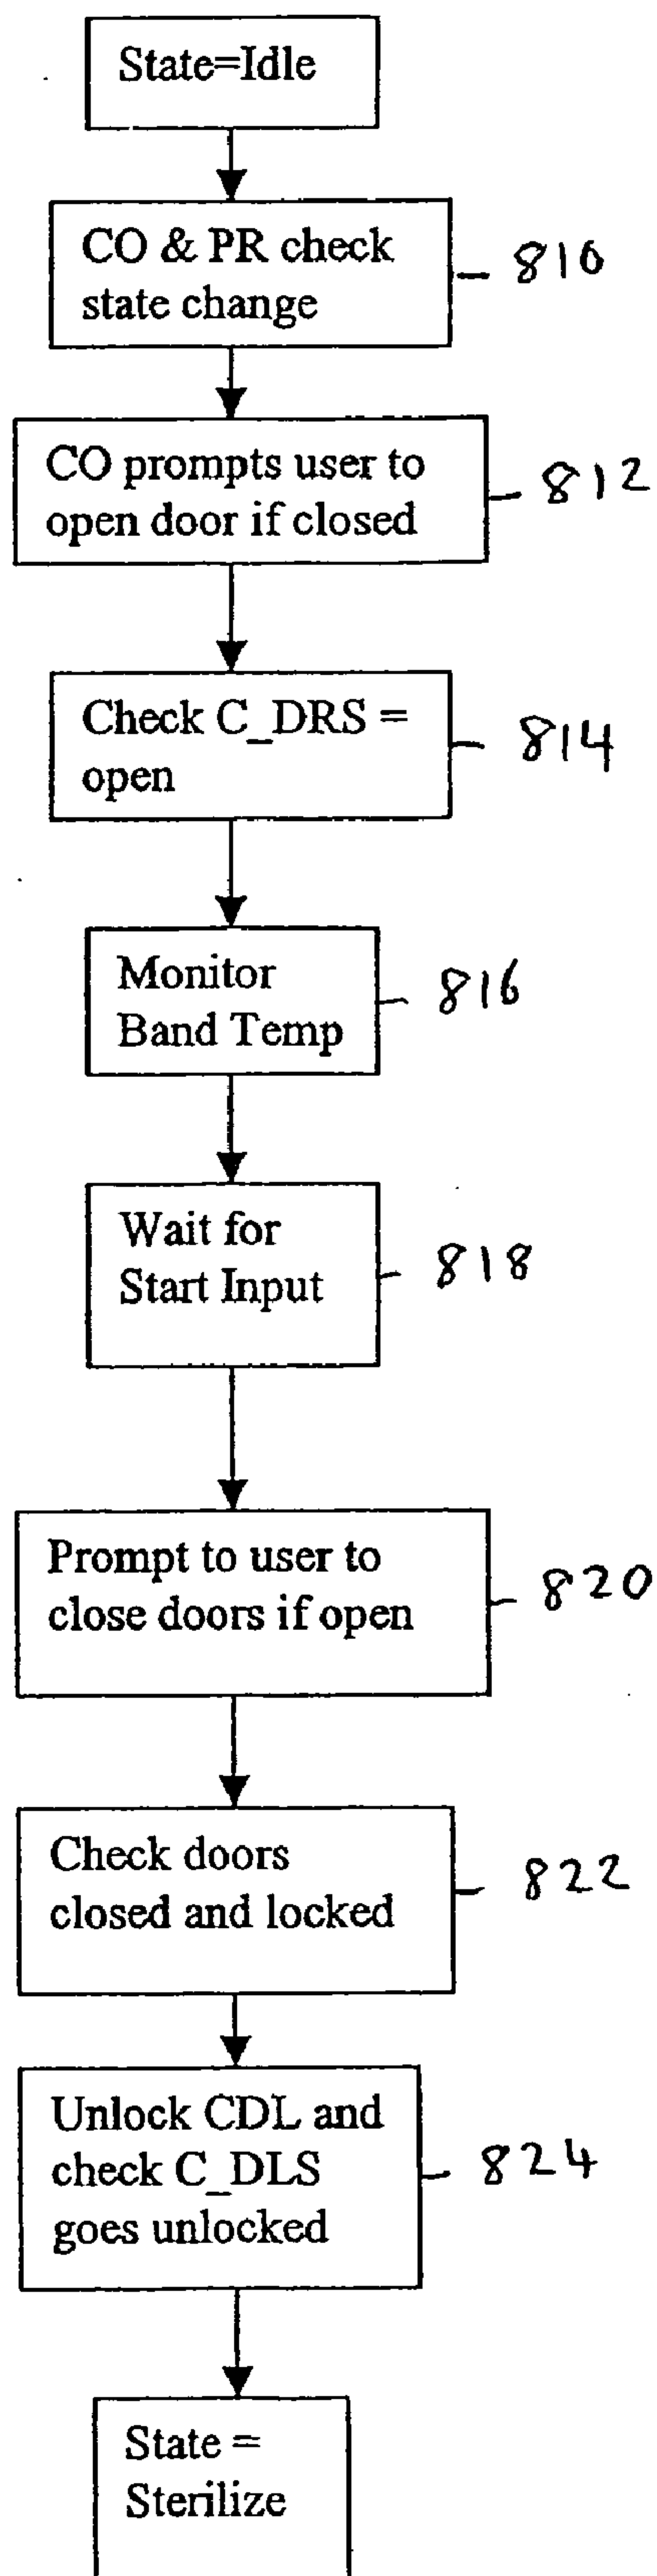 State=Idle
CO & PR check
state change
810
CO prompts user to
open door if closed
812
Check C_DRS =
open
814
Monitor
Band Temp
816
Wait for
Start Input
818
Prompt to user to
close doors if open
820
Check doors
closed and locked
822
Unlock CDL and
check C_DLS
goes unlocked
824
State =
Sterilize